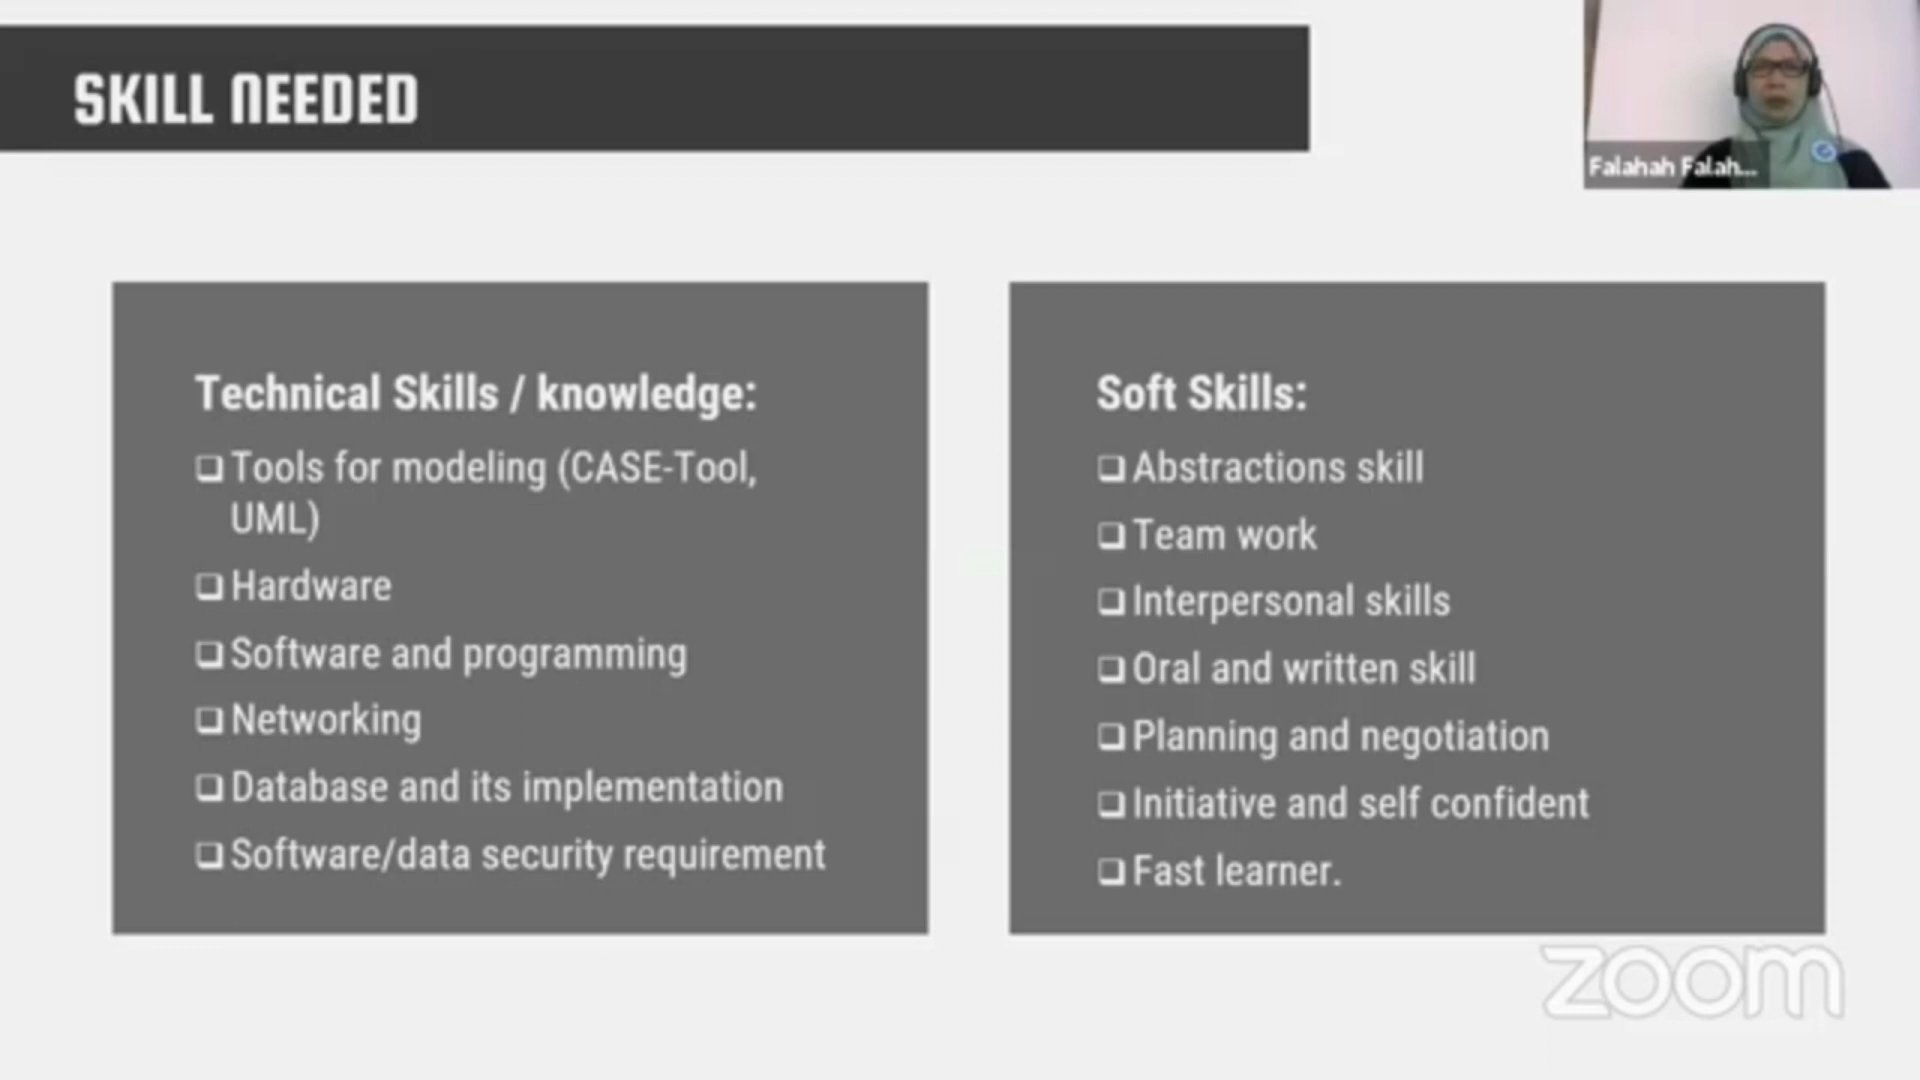 SKILL NEEDED
Falahah Falah...
Technical Skills / knowledge:
❑ Tools for modeling (CASE-Tool,
UML)
❑ Hardware
❑ Software and programming
❑ Networking
❑ Database and its implementation
❑ Software/data security requirement
Soft Skills:
❑ Abstractions skill
❑ Team work
❑ Interpersonal skills
❑ Oral and written skill
❑ Planning and negotiation
❑ Initiative and self confident
❑ Fast learner.
zoom